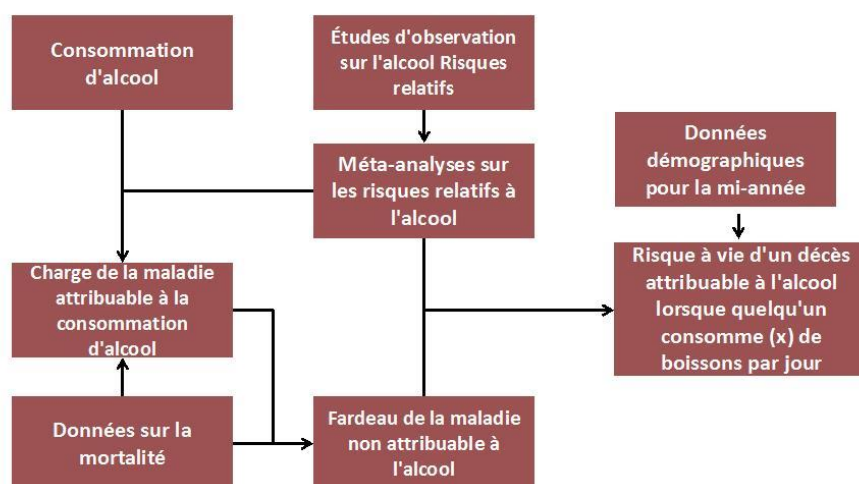 Consommation
d'alcool
Études d'observation
sur l'alcool Risques
relatifs
Données
démographiques
pour la mi-année
Méta-analyses sur
les risques relatifs à
l'alcool
Charge de la maladie
attribuable à la
consommation
d'alcool
Risque à vie d'un décès
attribuable à l'alcool
lorsque quelqu'un
consomme (x) de
boissons par jour
Données sur la
mortalité
Fardeau de la maladie
non attribuable à
l'alcool